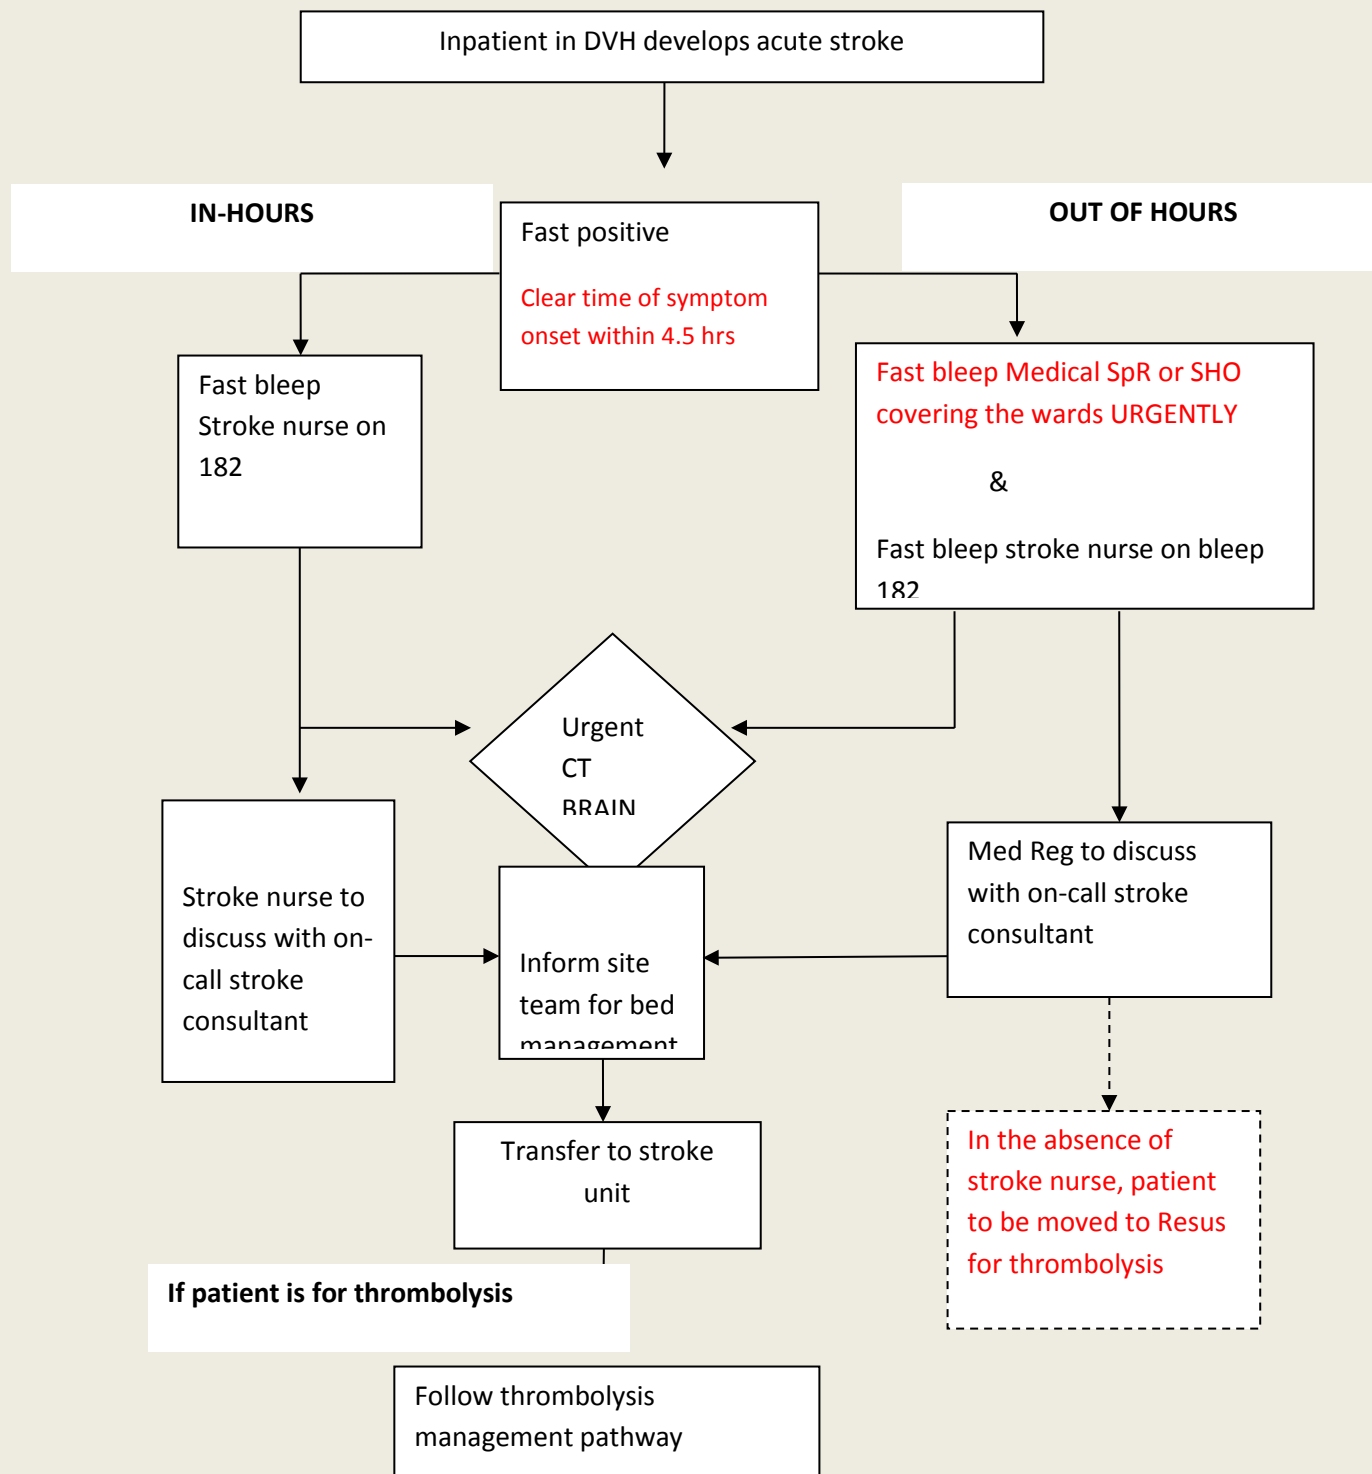 Inpatient in DVH develops acute stroke
IN-HOURS
OUT OF HOURS
Fast positive
Clear time of symptom
onset within 4.5 hrs
Fast bleep
Stroke nurse on
182
Fast bleep Medical SpR or SHO
covering the wards URGENTLY
&
Fast bleep stroke nurse on bleep
182
Urgent
CT
BRAIN
Stroke nurse to
discuss with on-
call stroke
consultant
Inform site
team for bed
management
Med Reg to discuss
with on-call stroke
consultant
Transfer to stroke
unit
In the absence of
stroke nurse, patient
to be moved to Resus
for thrombolysis
If patient is for thrombolysis
Follow thrombolysis
management pathway